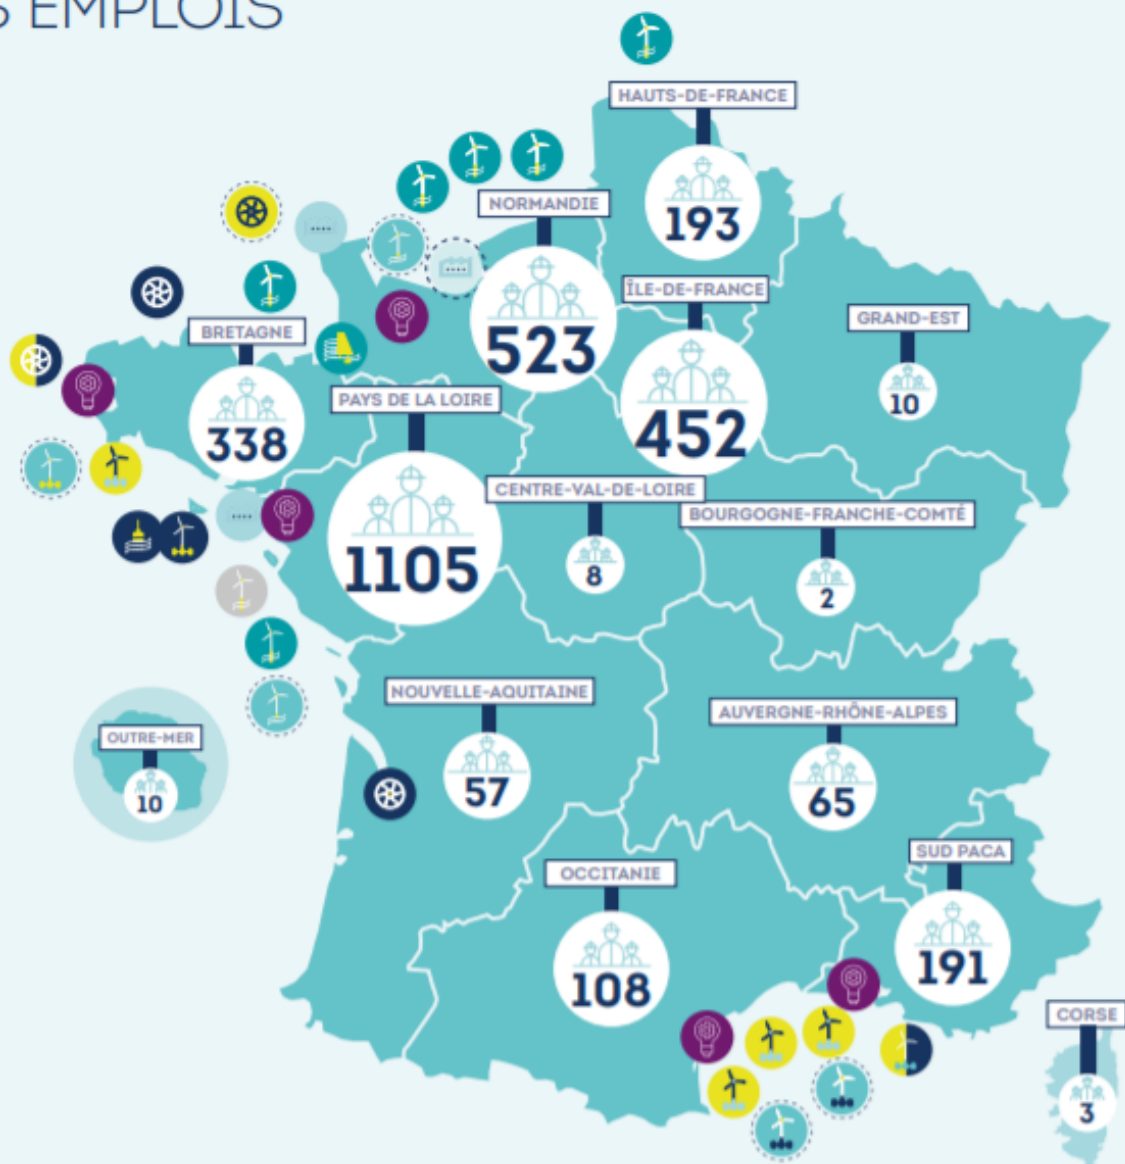 S EMPLOIS
HAUTS-DE-FRANCE
193
NORMANDIE
523
ÎLE-DE-FRANCE
452
GRAND-EST
10
BRETAGNE
338
PAYS DE LA LOIRE
1105
CENTRE-VAL-DE-LOIRE
8
BOURGOGNE-FRANCHE-COMTÉ
2
NOUVELLE-AQUITAINE
57
AUVERGNE-RHÔNE-ALPES
65
OUTRE-MER
10
OCCITANIE
108
SUD PACA
191
CORSE
3